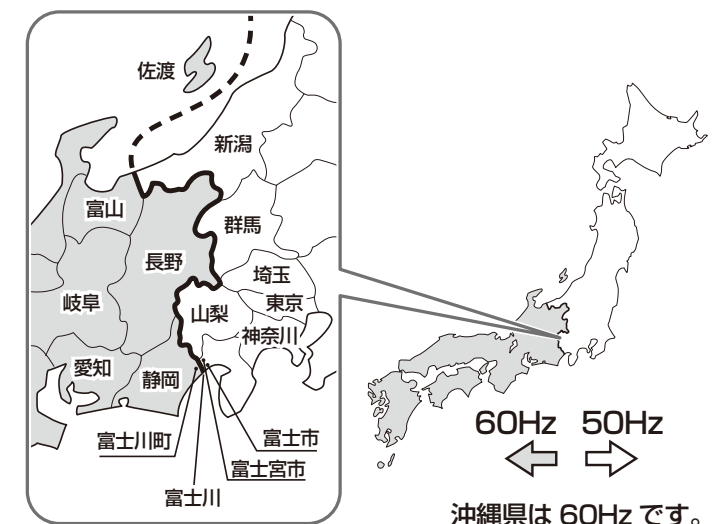 佐渡
新潟
富山
群馬
長野
埼玉
岐阜
山梨
東京
神奈川
愛知
静岡
富士川町
富士市
富士宮市
富士川
60Hz 50Hz
沖縄県は 60Hz です。